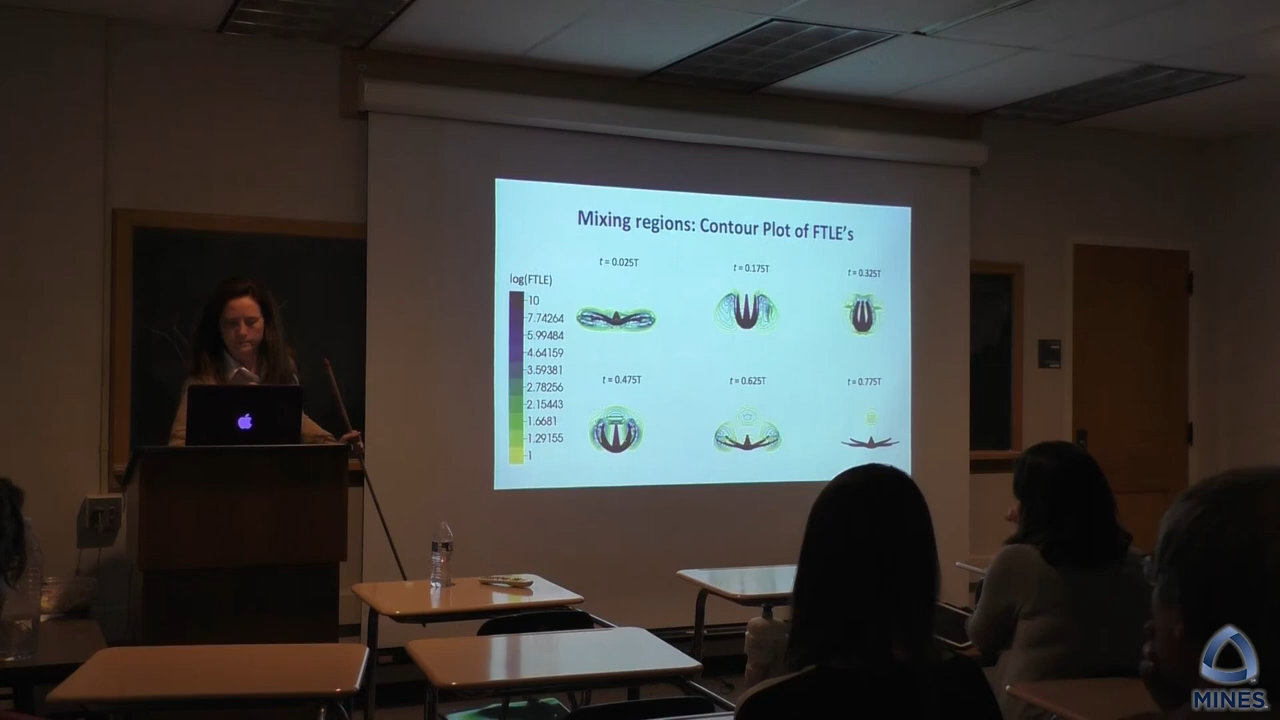 Mixing regions: Contour Plot of FTLE's
t = 0.025T
t = 0.175T
t = 0.325T
log(FTLE)
10
7.74264
5.99484
4.64159
3.59381
2.78256
2.15443
1.6681
1.29155
1
t = 0.475T
t = 0.625T
t = 0.775T
MINES